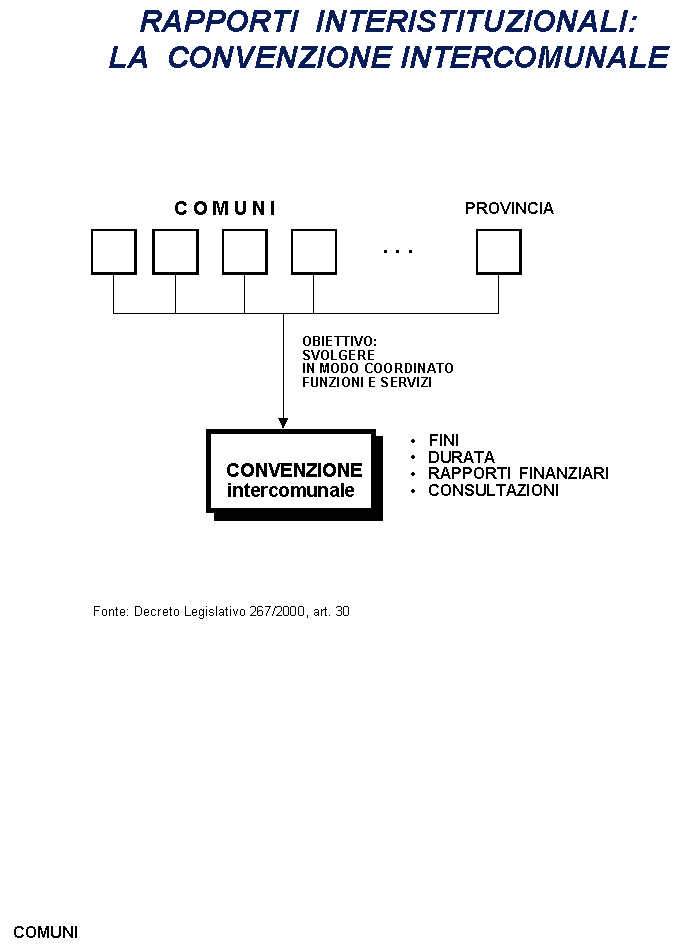 RAPPORTI INTERISTITUZIONALI:
LA CONVENZIONE INTERCOMUNALE
COMUNI
PROVINCIA
...
OBIETTIVO:
SVOLGERE
IN MODO COORDINATO
FUNZIONI E SERVIZI
CONVENZIONE
intercomunale
• FINI
• DURATA
• RAPPORTI FINANZIARI
• CONSULTAZIONI
Fonte: Decreto Legislativo 267/2000, art. 30
COMUNI